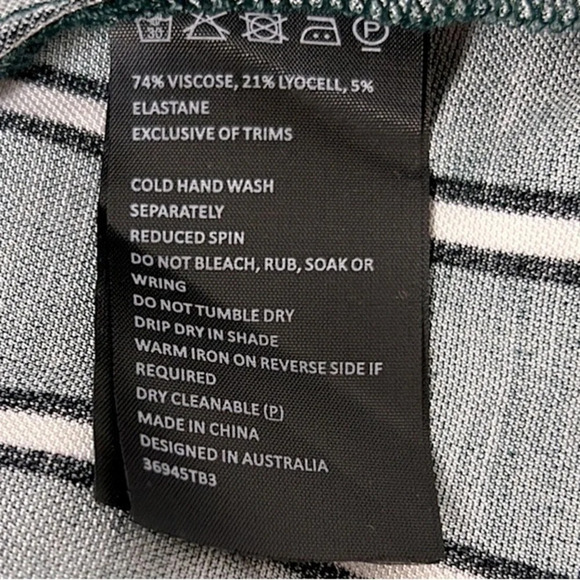 30 P
74% VISCOSE, 21% LYOCELL, 5%
ELASTANE
EXCLUSIVE OF TRIMS
COLD HAND WASH
SEPARATELY
REDUCED SPIN
DO NOT BLEACH, RUB, SOAK OR
WRING
DO NOT TUMBLE DRY
DRIP DRY IN SHADE
WARM IRON ON REVERSE SIDE IF
REQUIRED
DRY CLEANABLE (P)
MADE IN CHINA
DESIGNED IN AUSTRALIA
36945TB3